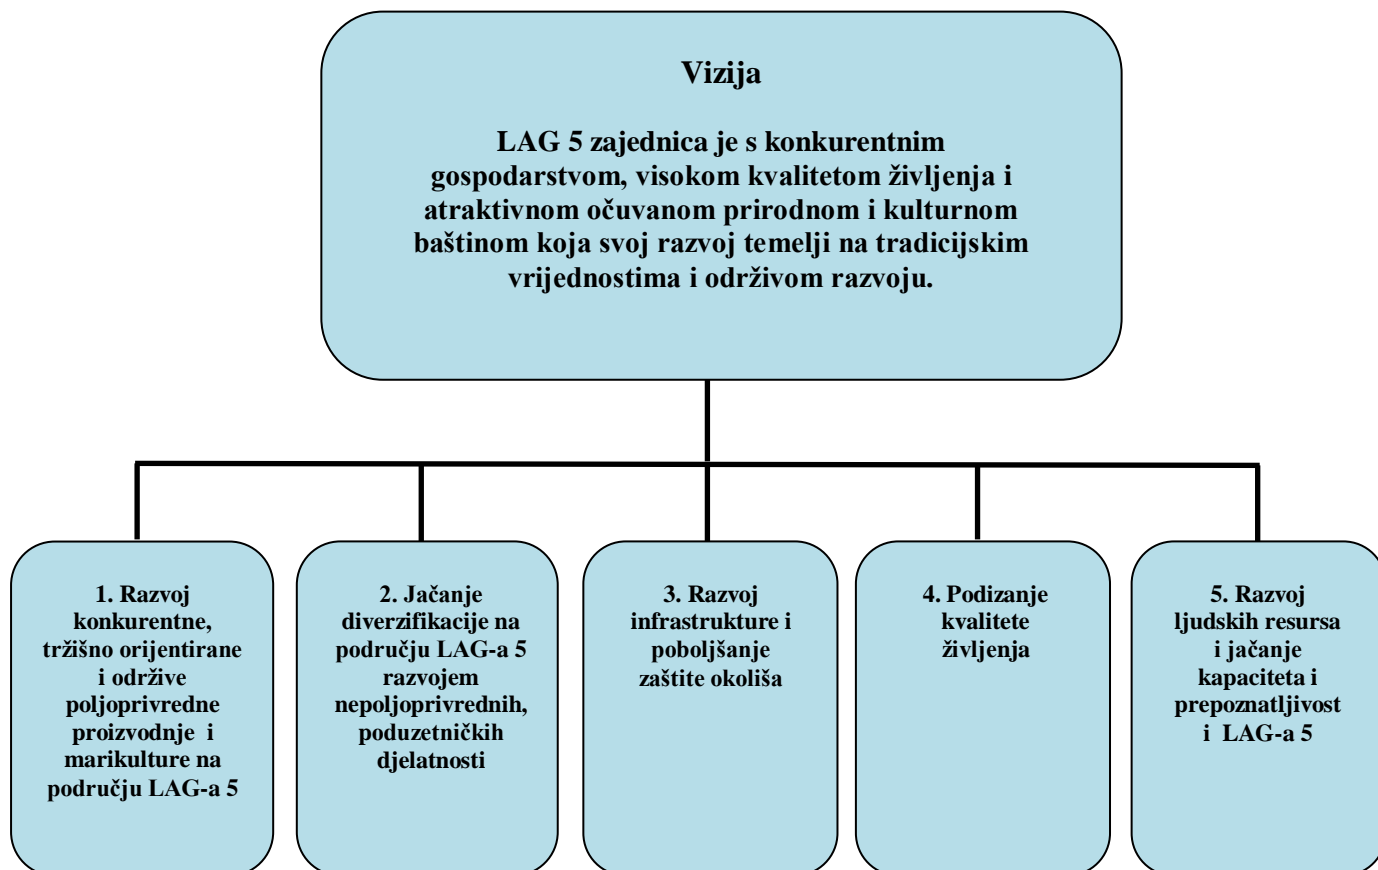 Vizija
LAG 5 zajednica je s konkurentnim
gospodarstvom, visokom kvalitetom življenja i
atraktivnom očuvanom prirodnom i kulturnom
baštinom koja svoj razvoj temelji na tradicijskim
vrijednostima i održivom razvoju.
1. Razvoj
konkurentne,
tržišno orijentirane
i održive
poljoprivredne
proizvodnje i
marikulture na
području LAG-a 5
2. Jačanje
diverzifikacije na
području LAG-a 5
razvojem
nepoljoprivrednih,
poduzetničkih
djelatnosti
3. Razvoj
infrastrukture i
poboljšanje
zaštite okoliša
4. Podizanje
kvalitete
življenja
5. Razvoj
ljudskih resursa
i jačanje
kapaciteta i
prepoznatljivost
i LAG-a 5